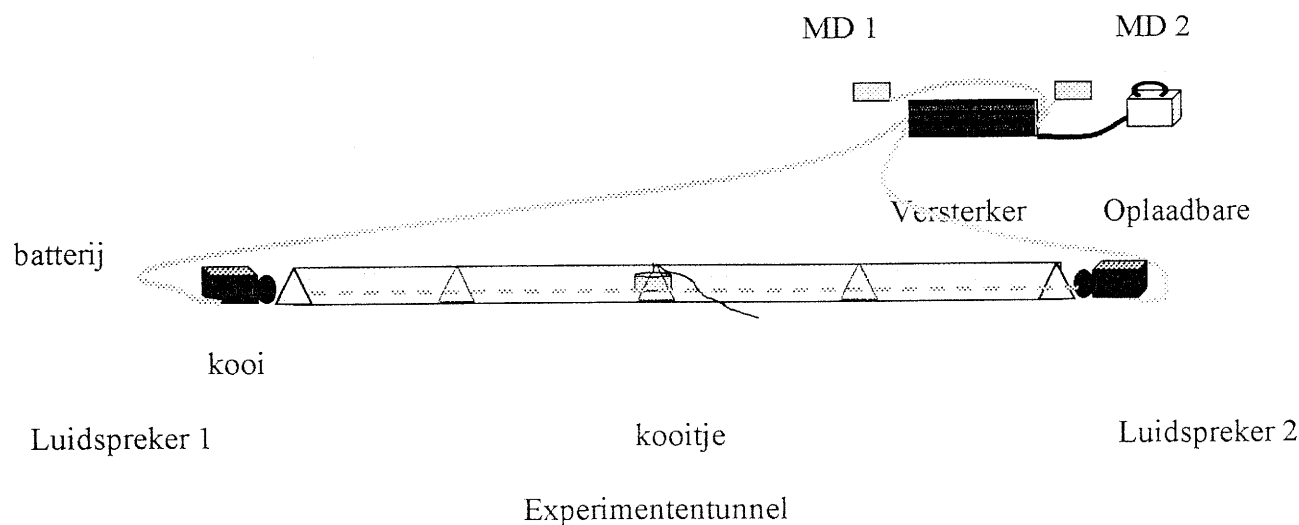 MD 1 MD 2
Versterker Oplaadbare
batterij
kooi
Luidspreker 1 kooitje Luidspreker 2
Experimententunnel